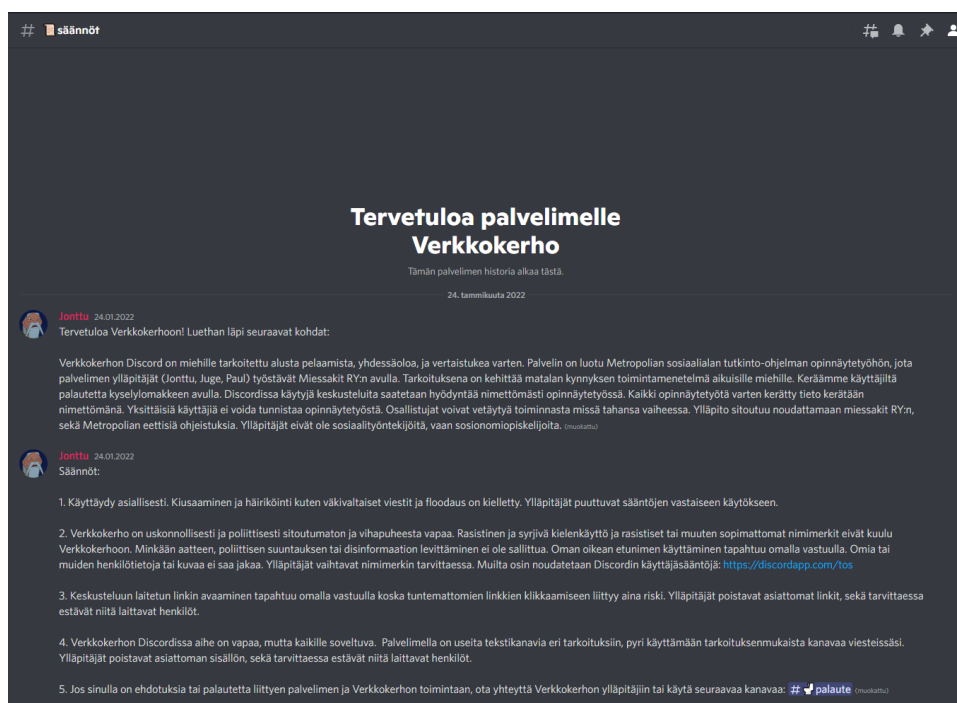 # säännöt
Tervetuloa palvelimelle
Verkkokerho
Tämän palvelimen historia alkaa tästä.
24. tammikuuta 2022
Jonttu 24.01.2022
Tervetuloa Verkkokerhoon! Luethan läpi seuraavat kohdat:
Verkkokerhon Discord on miehille tarkoitettu alusta pelaamista, yhdessäoloa, ja vertaistukea varten. Palvelin on luotu Metropolian sosiaalialan tutkinto-ohjelman opinnäytetyöhön, jota
palvelimen ylläpitäjät (Jonttu, Juge, Paul) työstävät Miessakit RY:n avulla. Tarkoituksena on kehittää matalan kynnyksen toimintamenetelmä aikuisille miehille. Keräämme käyttäjiltä
palautetta kyselylomakkeen avulla. Discordissa käytyjä keskusteluita saatetaan hyödyntää nimettömästi opinnäytetyössä. Kaikki opinnäytetyötä varten kerätty tieto kerätään
nimettömänä. Yksittäisiä käyttäjiä ei voida tunnistaa opinnäytetyöstä. Osallistujat voivat vetäytyä toiminnasta missä tahansa vaiheessa. Ylläpito sitoutuu noudattamaan miessakit RY:n,
sekä Metropolian eettisiä ohjeistuksia. Ylläpitäjät eivät ole sosiaalityöntekijöitä, vaan sosionomiopiskelijoita. (muokattu)
Jonttu 24.01.2022
Säännöt:
1. Käyttäydy asiallisesti. Kiusaaminen ja häiriköinti kuten väkivaltaiset viestit ja floodaus on kielletty. Ylläpitäjät puuttuvat sääntöjen vastaiseen käytökseen.
2. Verkkokerho on uskonnollisesti ja poliittisesti sitoutumaton ja vihapuheesta vapaa. Rasistinen ja syrjivä kielenkäyttö ja rasistiset tai muuten sopimattomat nimimerkit eivät kuulu
Verkkokerhoon. Minkään aatteen, poliittisen suuntauksen tai disinformaation levittäminen ei ole sallittua. Oman oikean etunimen käyttäminen tapahtuu omalla vastuulla. Omia tai
muiden henkilötietoja tai kuvaa ei saa jakaa. Ylläpitäjät vaihtavat nimimerkin tarvittaessa. Muilta osin noudatetaan Discordin käyttäjäsääntöjä: https://discordapp.com/tos
3. Keskusteluun laitetun linkin avaaminen tapahtuu omalla vastuulla koska tuntemattomien linkkien klikkaamiseen liittyy aina riski. Ylläpitäjät poistavat asiattomat linkit, sekä tarvittaessa
estävät niitä laittavat henkilöt.
4. Verkkokerhon Discordissa aihe on vapaa, mutta kaikille soveltuva. Palvelimella on useita tekstikanavia eri tarkoituksiin, pyri käyttämään tarkoituksenmukaista kanavaa viesteissäsi.
Ylläpitäjät poistavat asiattoman sisällön, sekä tarvittaessa estävät niitä laittavat henkilöt.
5. Jos sinulla on ehdotuksia tai palautetta liittyen palvelimen ja Verkkokerhon toimintaan, ota yhteyttä Verkkokerhon ylläpitäjiin tai käytä seuraavaa kanavaa: # palaute (muokattu)